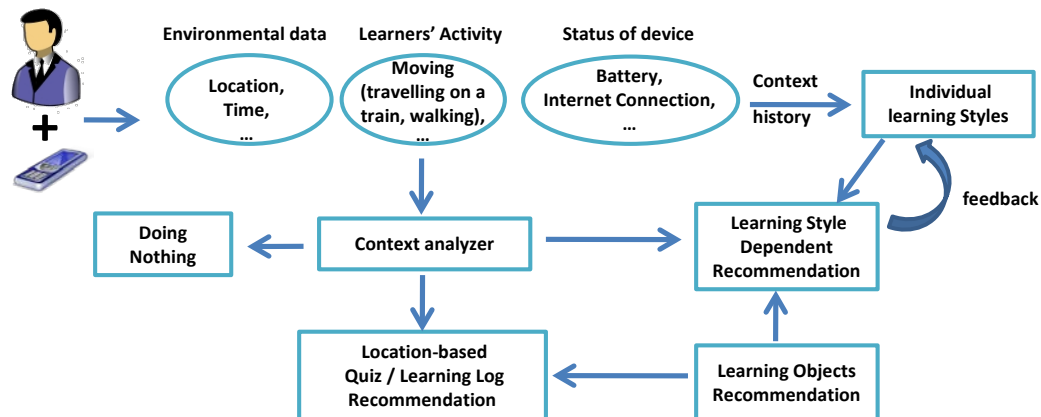 Environmental data
Learners’ Activity
Status of device
Location,
Time,
…
Moving
(travelling on a
train, walking),
…
Battery,
Internet Connection,
…
Context
history
Individual
learning Styles
+
feedback
Doing
Nothing
Context analyzer
Learning Style
Dependent
Recommendation
Location-based
Quiz / Learning Log
Recommendation
Learning Objects
Recommendation